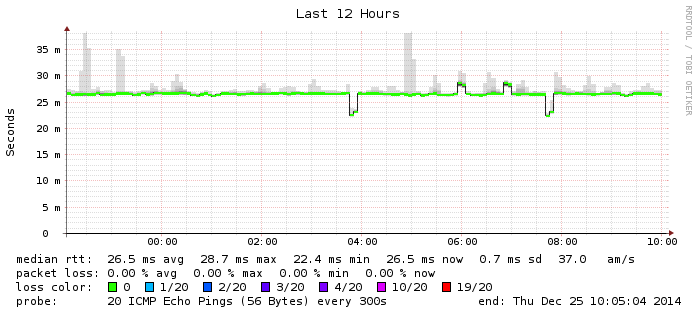 Last 12 Hours
RRDTOOL / TOBI OETIKER
Seconds
35 m
30 m
25 m
20 m
15 m
10 m
5 m
0
00:00 02:00 04:00 06:00 08:00 10:00
median rtt: 26.5 ms avg 28.7 ms max 22.4 ms min 26.5 ms now 0.7 ms sd 37.0 am/s
packet loss: 0.00 % avg 0.00 % max 0.00 % min 0.00 % now
loss color: 0 1/20 2/20 3/20 4/20 10/20 19/20
probe: 20 ICMP Echo Pings (56 Bytes) every 300s end: Thu Dec 25 10:05:04 2014